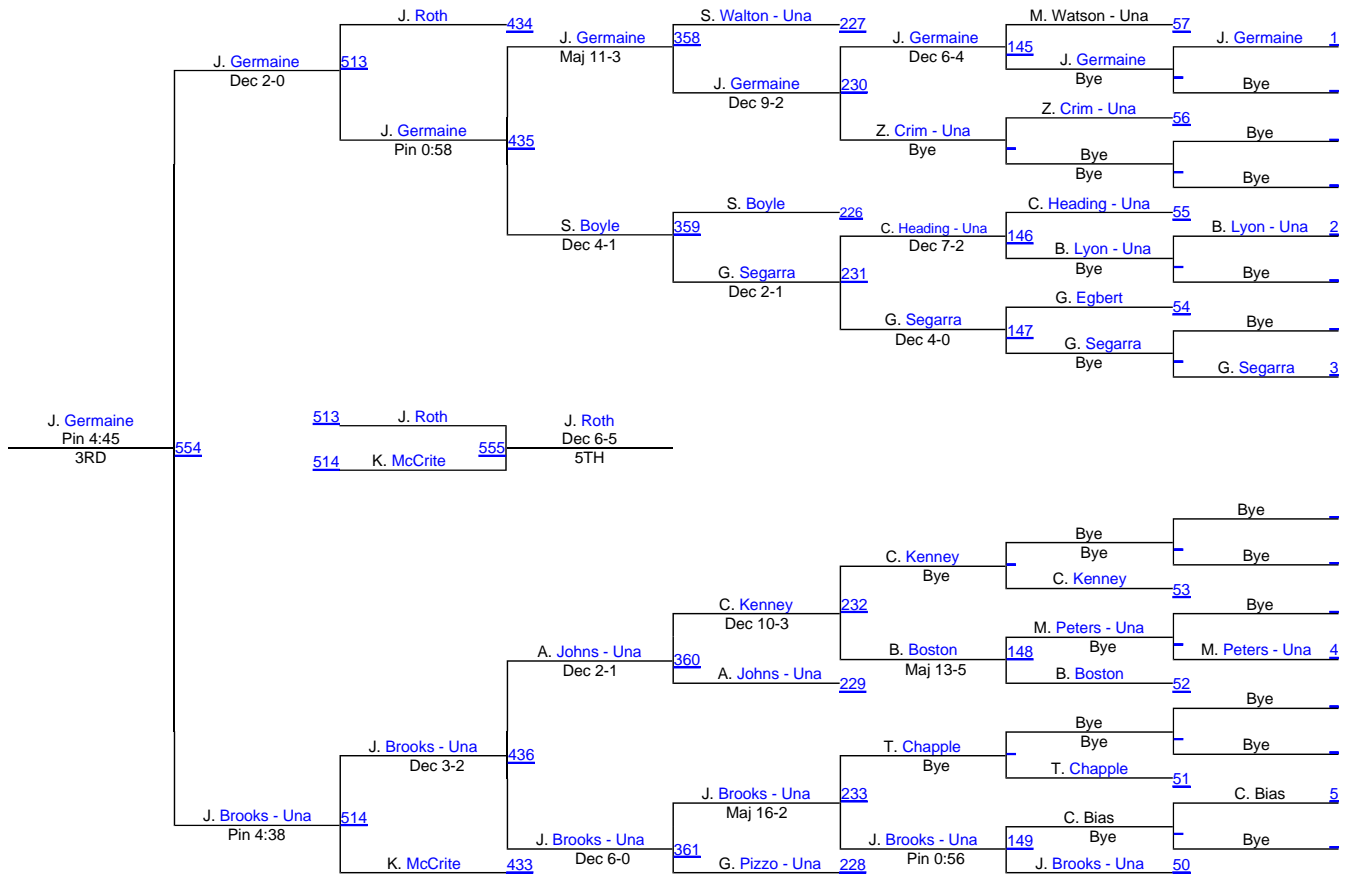 J. Roth 434
S. Walton - Una 227
M. Watson - Una 57
J. Germaine 358
Maj 11-3
J. Germaine
Dec 6-4
145
J. Germaine 1
J. Germaine 513
Dec 2-0
J. Germaine
Bye
J. Germaine 230
Dec 9-2
Bye
Z. Crim - Una 56
J. Germaine 435
Pin 0:58
Z. Crim - Una
Bye
Bye
Bye
Bye
Bye
S. Boyle 226
C. Heading - Una 55
S. Boyle 359
Dec 4-1
C. Heading - Una 146
Dec 7-2
B. Lyon - Una 2
B. Lyon - Una
Bye
G. Segarra 231
Dec 2-1
Bye
G. Egbert 54
G. Segarra 147
Dec 4-0
Bye
G. Segarra
Bye
G. Segarra 3
J. Germaine
Pin 4:45
3RD
554
513 J. Roth
J. Roth
Dec 6-5
5TH
555
514 K. McCrite
Bye
Bye
Bye
C. Kenney
Bye
Bye
C. Kenney 53
C. Kenney 232
Dec 10-3
Bye
M. Peters - Una
Bye
A. Johns - Una 360
Dec 2-1
B. Boston 148
Maj 13-5
M. Peters - Una 4
A. Johns - Una 229
B. Boston 52
Bye
J. Brooks - Una 436
Dec 3-2
T. Chapple
Bye
Bye
Bye
Bye
T. Chapple 51
J. Brooks - Una 233
Maj 16-2
C. Bias 5
J. Brooks - Una 514
Pin 4:38
C. Bias
Bye
J. Brooks - Una 361
Dec 6-0
J. Brooks - Una 149
Pin 0:56
Bye
K. McCrite 433
G. Pizzo - Una 228
J. Brooks - Una 50